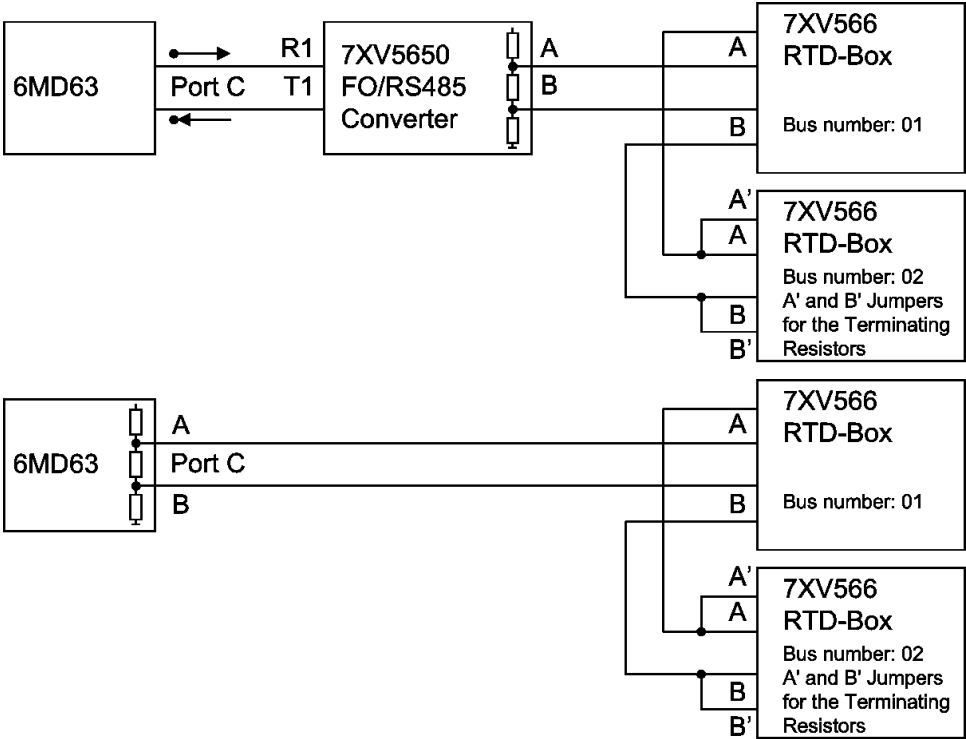 6MD63
R1
Port C
T1
7XV5650
FO/RS485
Converter
A
B
A
B
7XV566
RTD-Box
Bus number: 01
A'
A
B
B'
7XV566
RTD-Box
Bus number: 02
A' and B' Jumpers
for the Terminating
Resistors
6MD63
A
Port C
B
A
B
7XV566
RTD-Box
Bus number: 01
A'
A
B
B'
7XV566
RTD-Box
Bus number: 02
A' and B' Jumpers
for the Terminating
Resistors